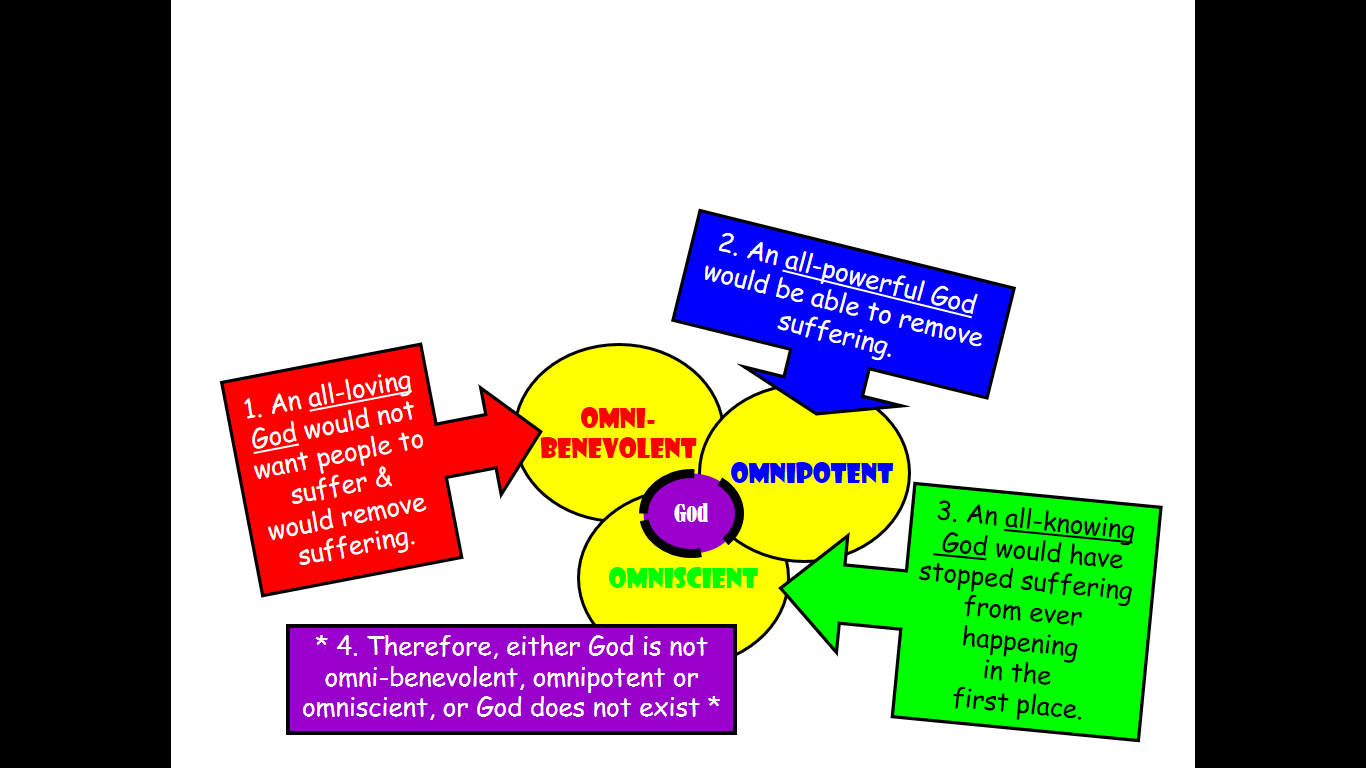 2. An all-powerful God
would be able to remove
suffering.
1. An all-loving
God would not
want people to
suffer &
would remove
suffering.
OMNI-
BENEVOLENT
OMNIPOTENT
God
OMNISCIENT
3. An all-knowing
God would have
stopped suffering
from ever
happening
in the
first place.
* 4. Therefore, either God is not
omni-benevolent, omnipotent or
omniscient, or God does not exist *